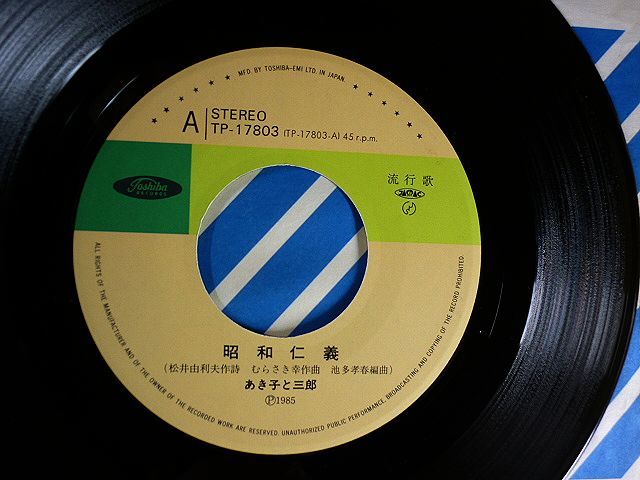 MFD. BY TOSHIBA-EMI LTD. IN JAPAN.
A STEREO
TP-17803 (TP-17803-A) 45 r.p.m.
Toshiba
RECORDS
流行歌
昭和仁義
(松井由利夫作詩 むらさき幸作曲 池多孝春編曲)
あき子と三郎
Ⓟ1985
ALL RIGHTS OF THE MANUFACTURER AND OF THE OWNER OF THE RECORDED WORK ARE RESERVED. UNAUTHORIZED PUBLIC PERFORMANCE, BROADCASTING AND COPYING OF THE RECORD PROHIBITED.